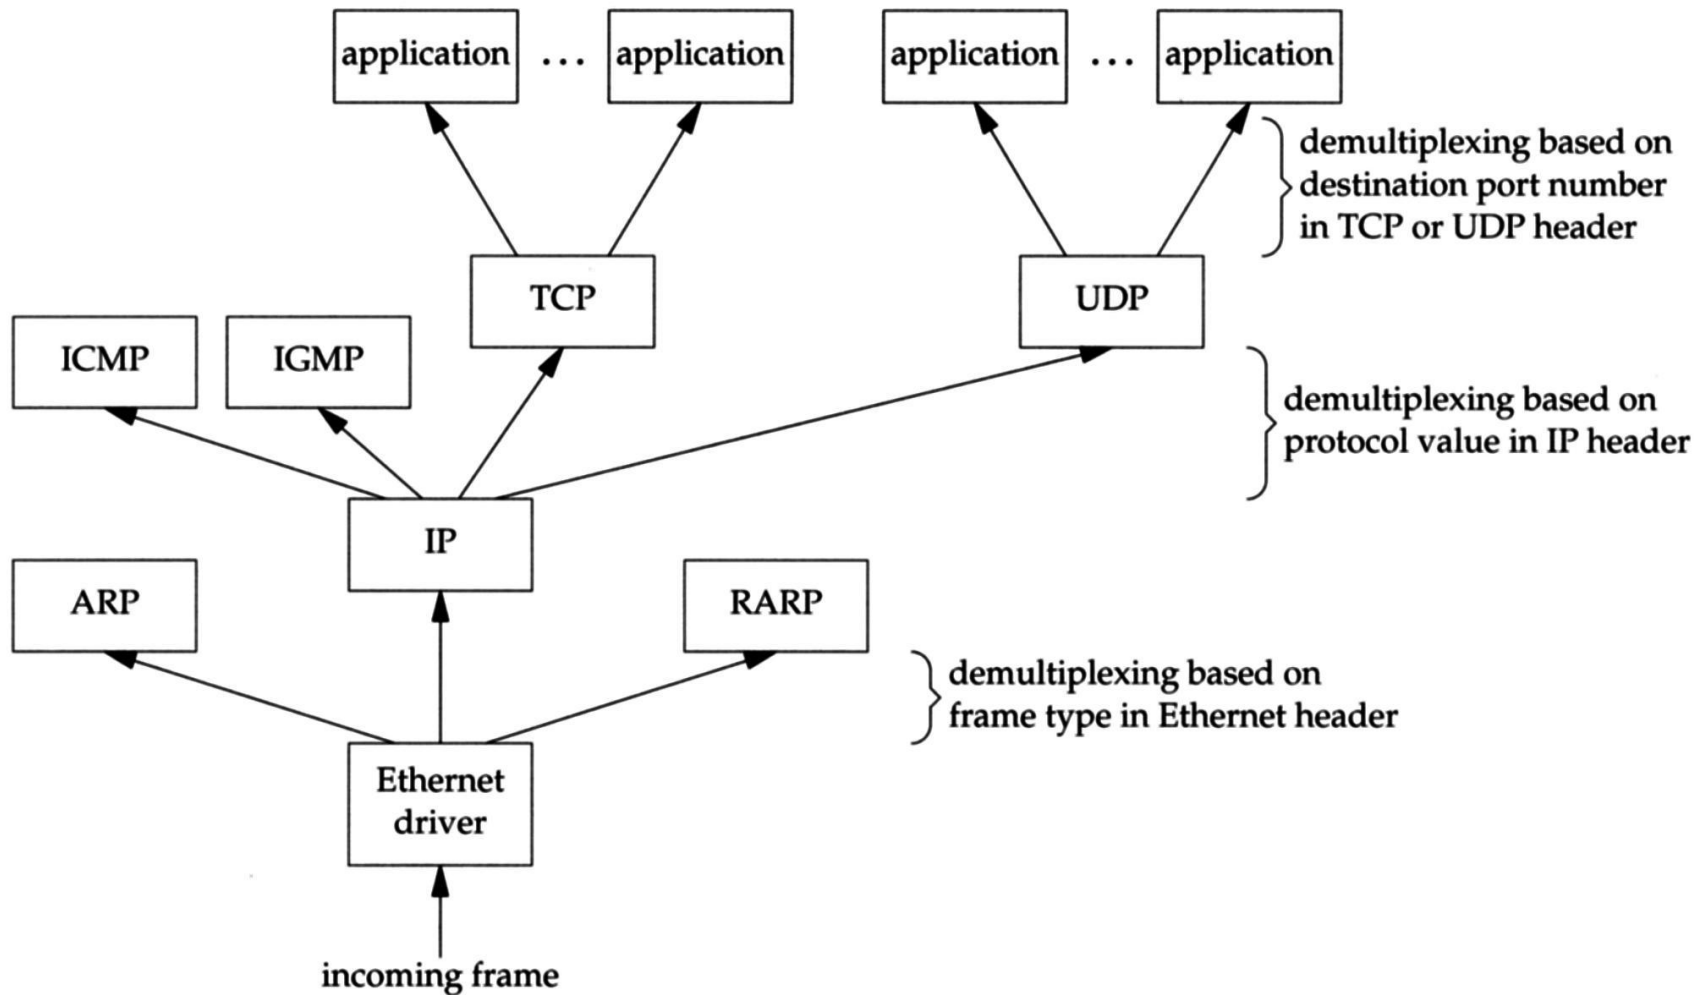 application ... application application ... application
demultiplexing based on
destination port number
in TCP or UDP header
TCP UDP
ICMP IGMP
demultiplexing based on
protocol value in IP header
IP
ARP RARP
demultiplexing based on
frame type in Ethernet header
Ethernet
driver
incoming frame